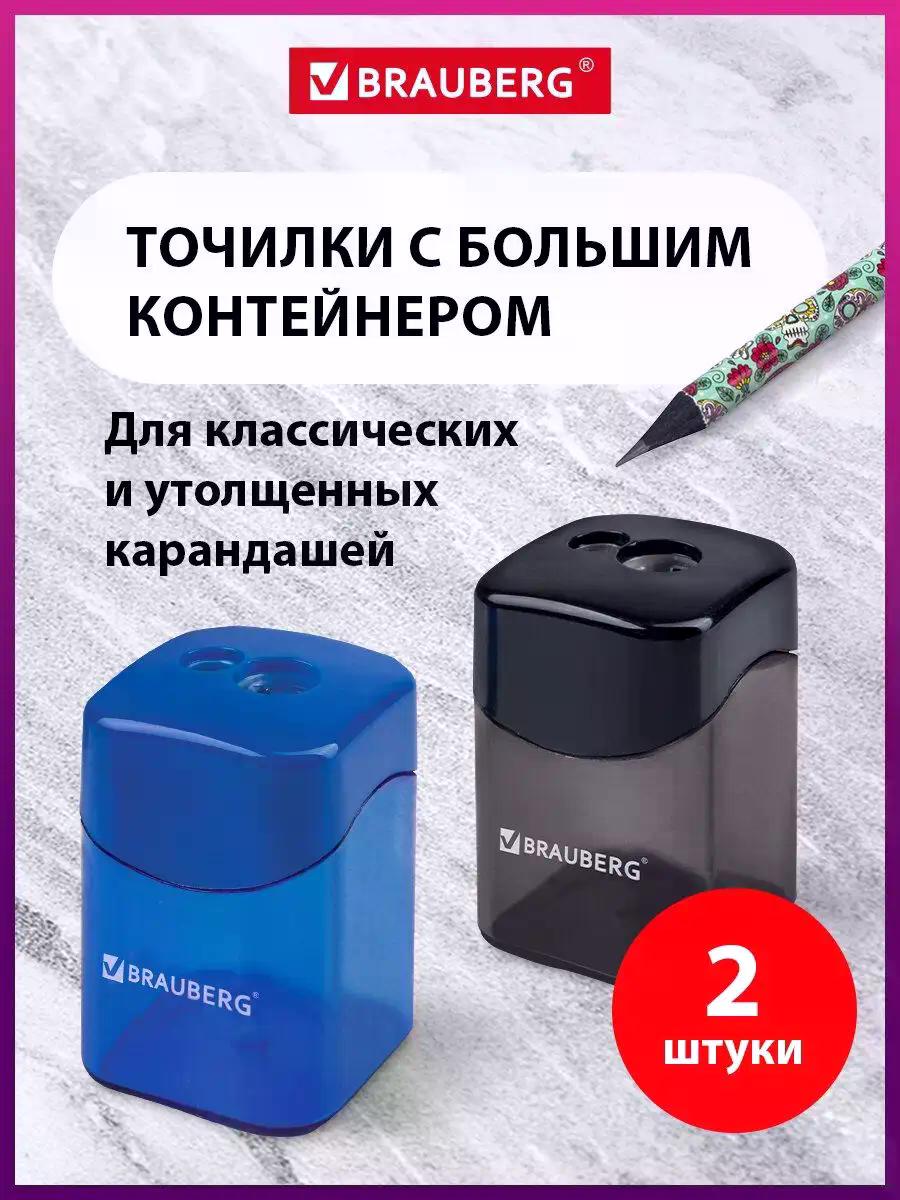 BRAUBERG®
ТОЧИЛКИ С БОЛЬШИМ
КОНТЕЙНЕРОМ
Для классических
и утолщенных
карандашей
BRAUBERG®
BRAUBERG®
2
штуки